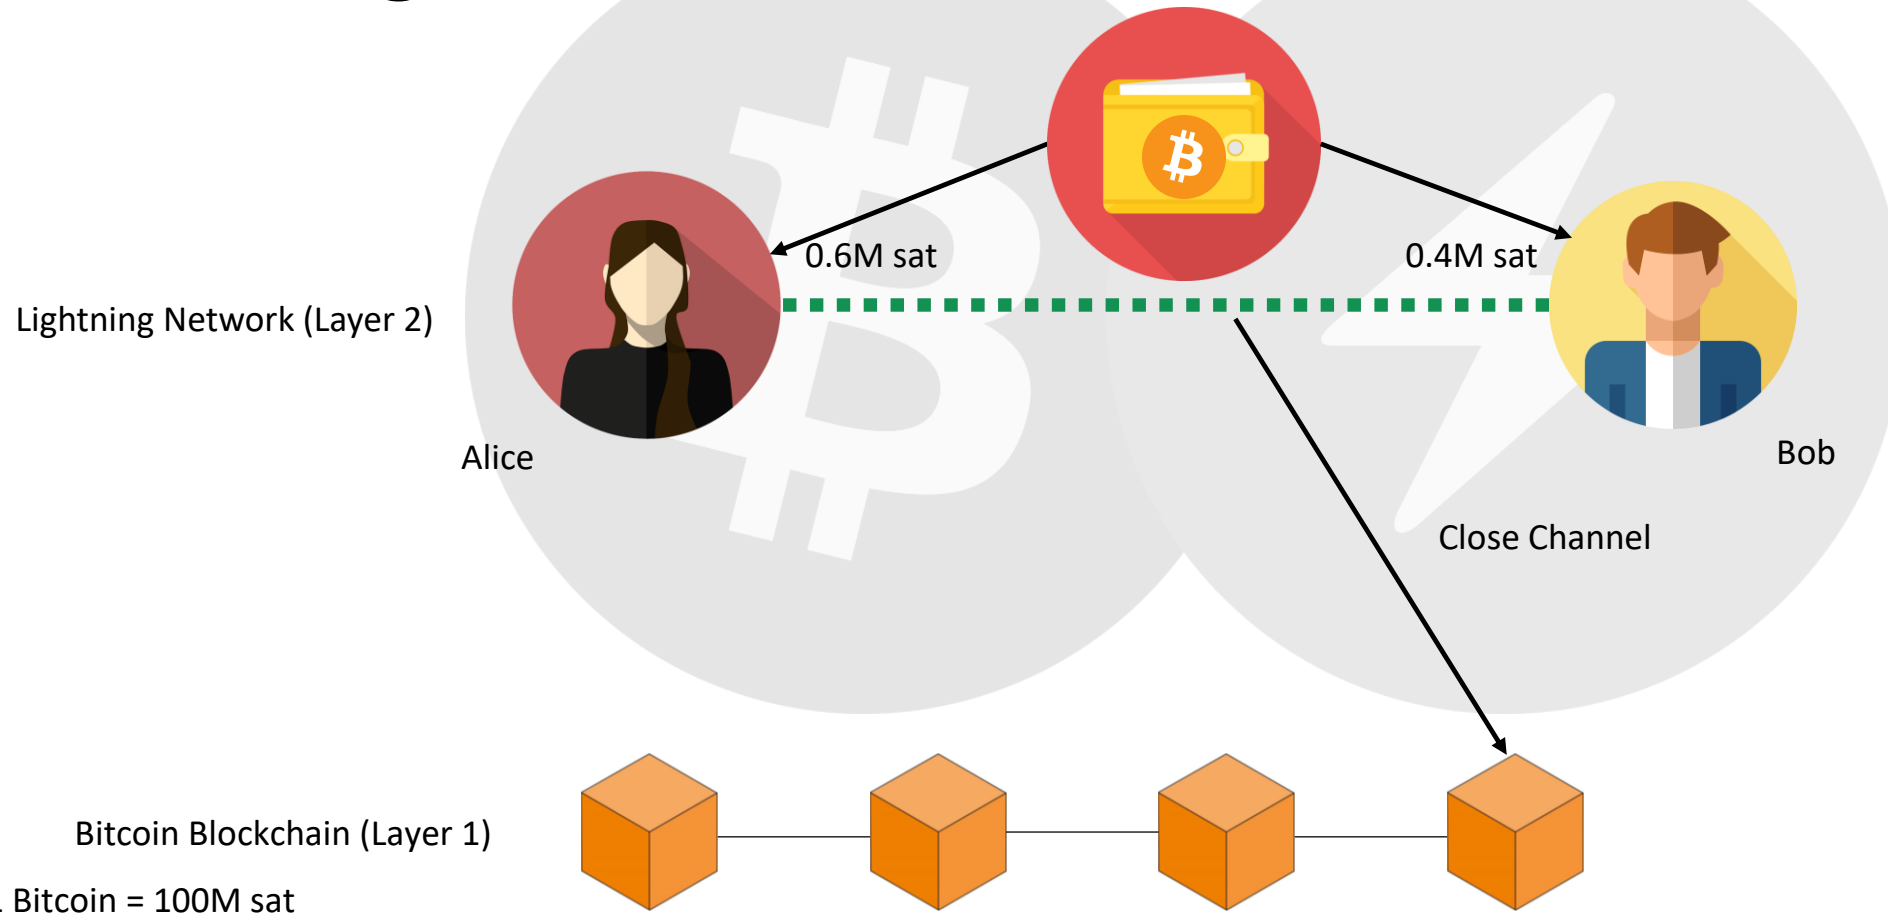 0.6M sat
0.4M sat
Lightning Network (Layer 2)
Alice
Bob
Close Channel
Bitcoin Blockchain (Layer 1)
Bitcoin = 100M sat